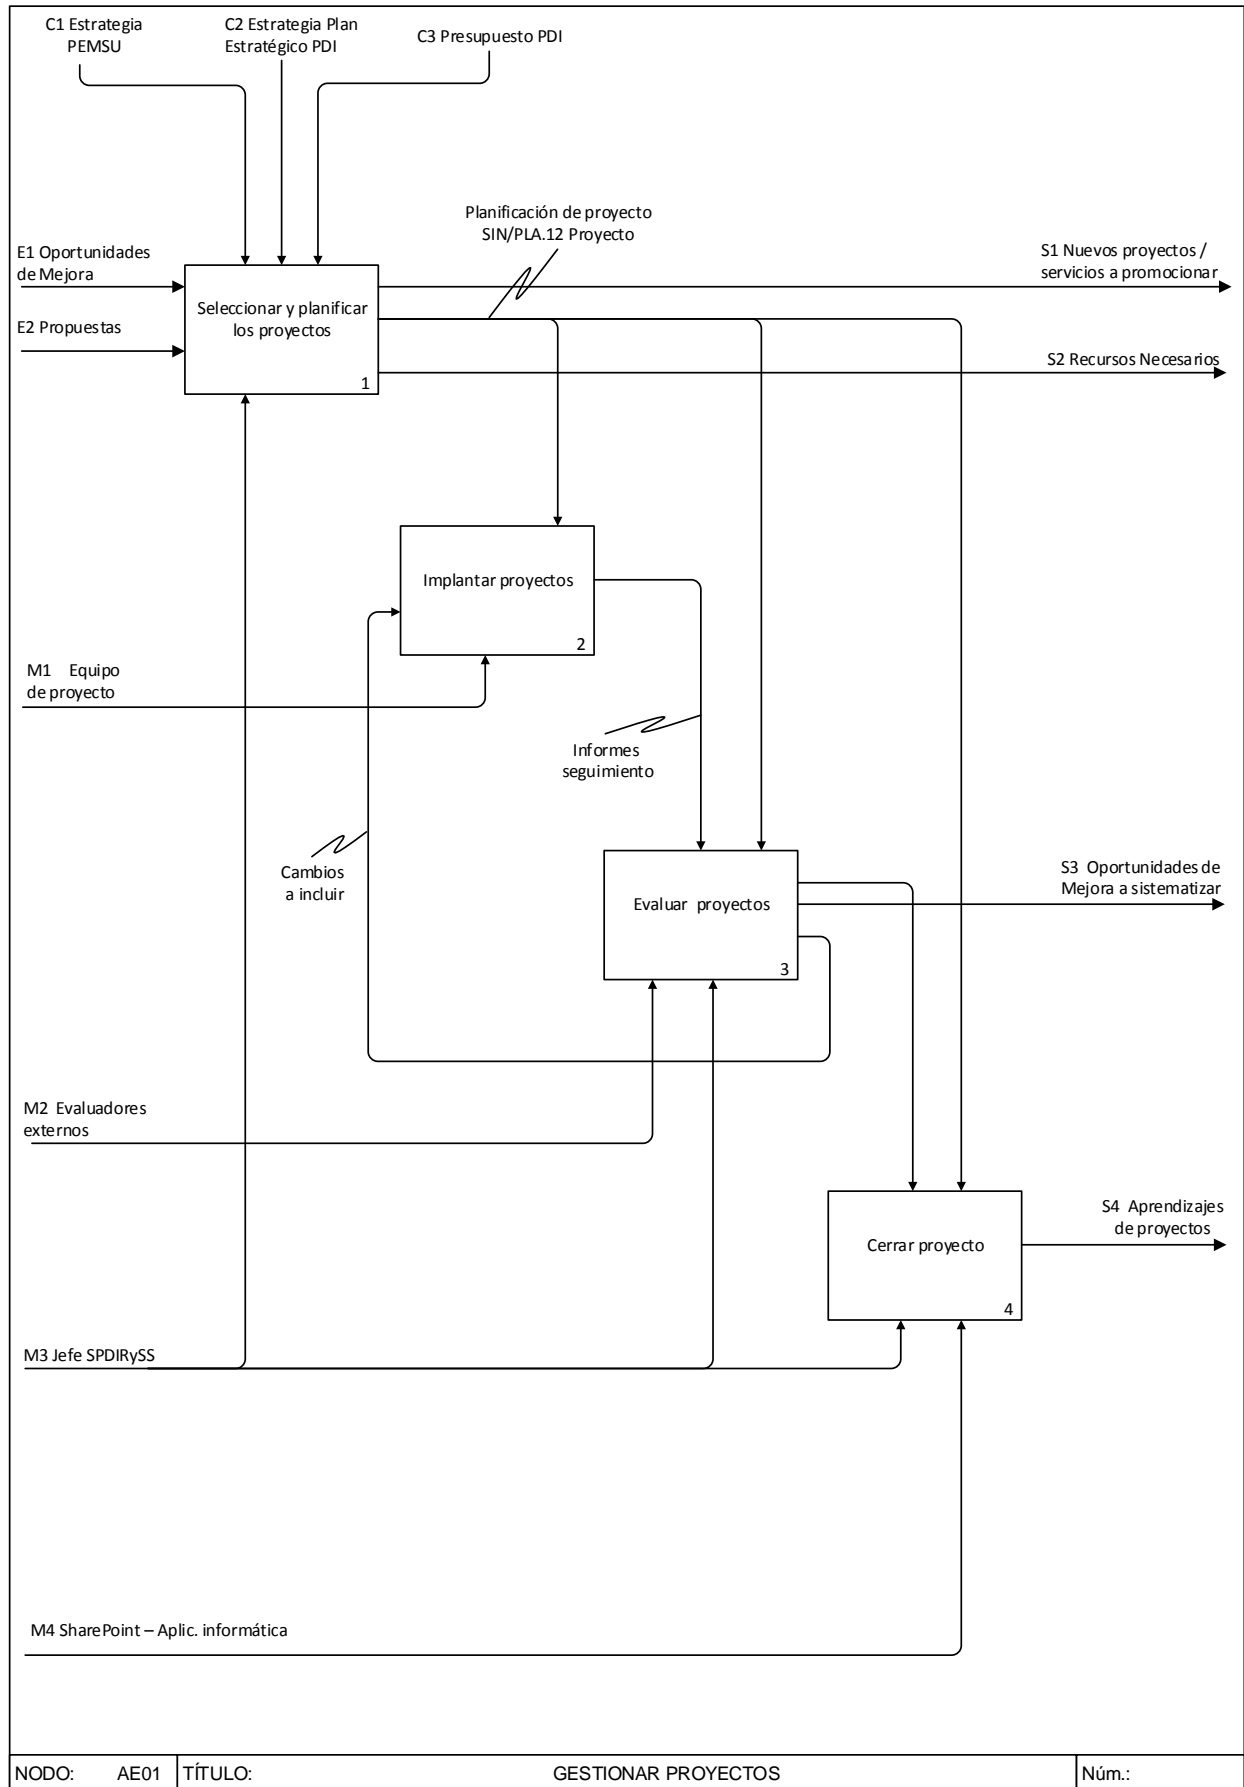 C1 Estrategia
PEMSU
C2 Estrategia Plan
Estratégico PDI
C3 Presupuesto PDI
Planificación de proyecto
SIN/PLA.12 Proyecto
E1 Oportunidades
de Mejora
S1 Nuevos proyectos /
servicios a promocionar
Seleccionar y planificar
los proyectos
1
E2 Propuestas
S2 Recursos Necesarios
Implantar proyectos
2
M1 Equipo
de proyecto
Informes
seguimiento
Cambios
a incluir
Evaluar proyectos
3
S3 Oportunidades de
Mejora a sistematizar
M2 Evaluadores
externos
Cerrar proyecto
4
S4 Aprendizajes
de proyectos
M3 Jefe SPDIRySS
M4 SharePoint – Aplic. informática
NODO: AE01 TÍTULO: GESTIONAR PROYECTOS Núm.: